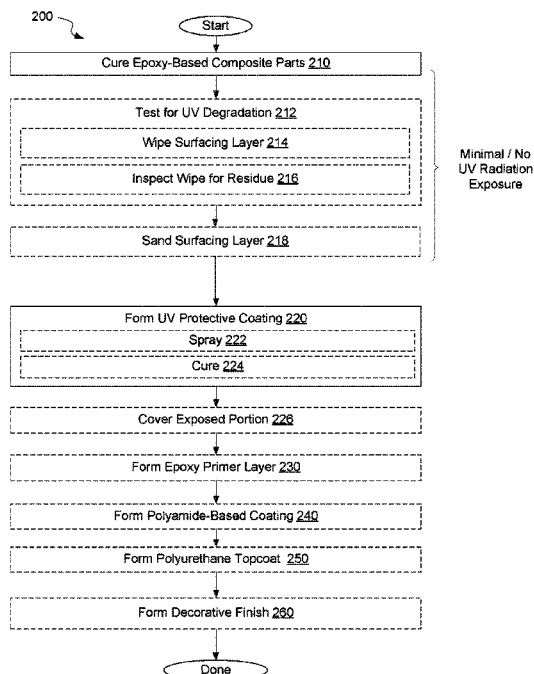 200
Start
Cure Epoxy-Based Composite Parts 210
Test for UV Degradation 212
Wipe Surfacing Layer 214
Inspect Wipe for Residue 216
Sand Surfacing Layer 218
Minimal / No
UV Radiation
Exposure
Form UV Protective Coating 220
Spray 222
Cure 224
Cover Exposed Portion 226
Form Epoxy Primer Layer 230
Form Polyamide-Based Coating 240
Form Polyurethane Topcoat 250
Form Decorative Finish 260
Done